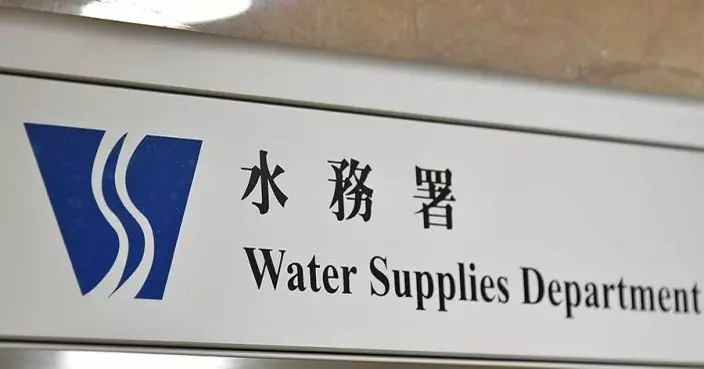 水務署
Water Supplies Department